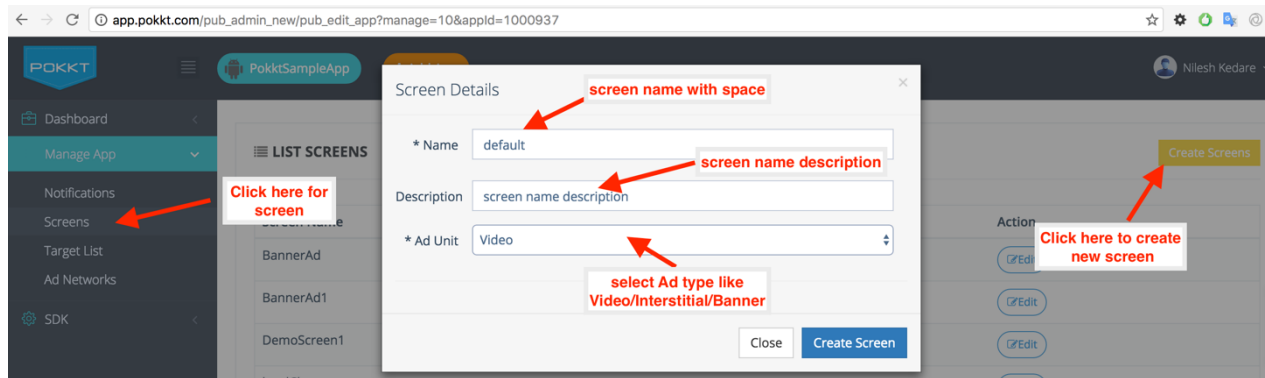 app.pokkt.com/pub_admin_new/pub_edit_app?manage=10&appId=1000937
POKKT
PokktSampleApp
Nilesh Kedare
Screen Details
×
screen name with space
Dashboard
Manage App
LIST SCREENS
* Name
default
Create Screens
screen name description
Notifications
Click here for
screen
Description
screen name description
Screens
Screen Name
Action
* Ad Unit
Video
Click here to create
new screen
Target List
BannerAd
Edit
select Ad type like
Video/Interstitial/Banner
Ad Networks
BannerAd1
Edit
SDK
DemoScreen1
Close
Create Screen
Edit